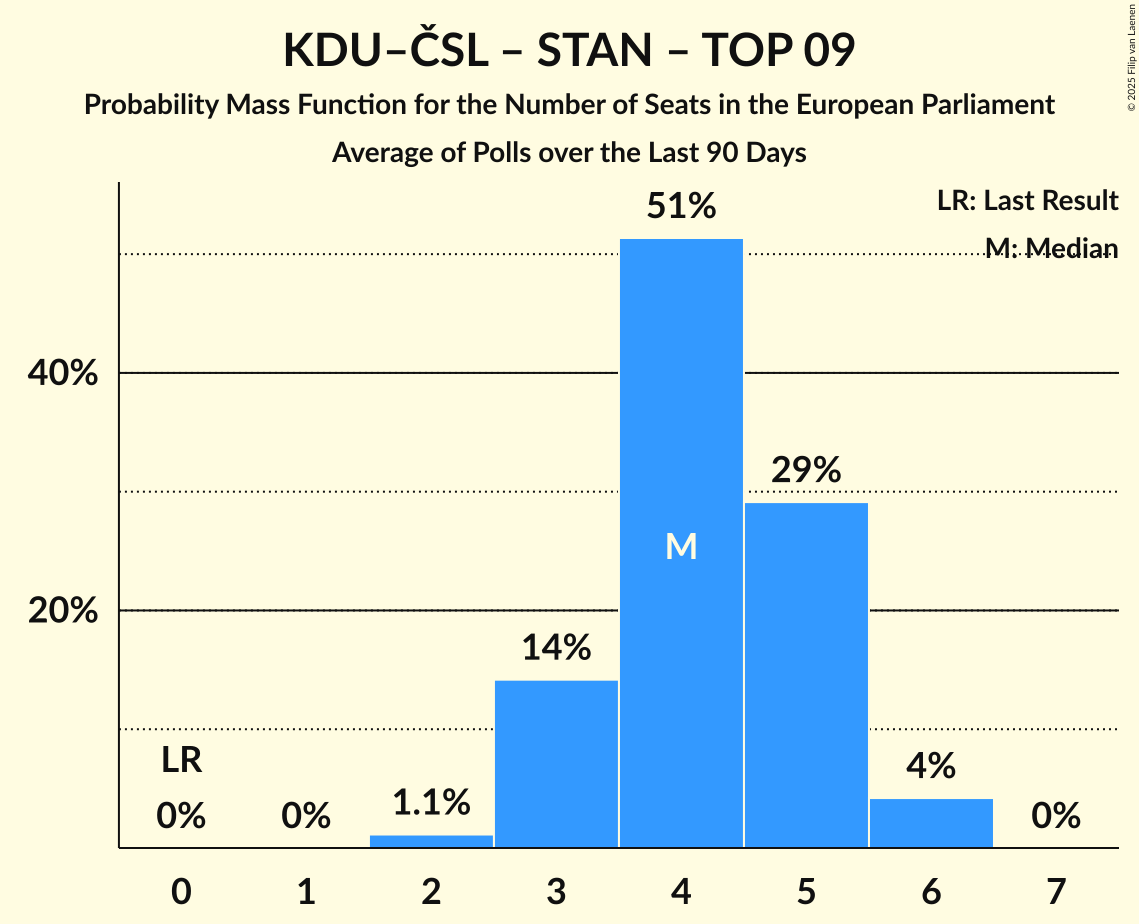 KDU–ČSL – STAN – TOP 09
Probability Mass Function for the Number of Seats in the European Parliament
Average of Polls over the Last 90 Days
© 2025 Filip van Laenen
LR: Last Result
M: Median
51%
40%
29%
M
20%
14%
LR
0%
0%
1.1%
4%
0%
0
1
2
3
4
5
6
7